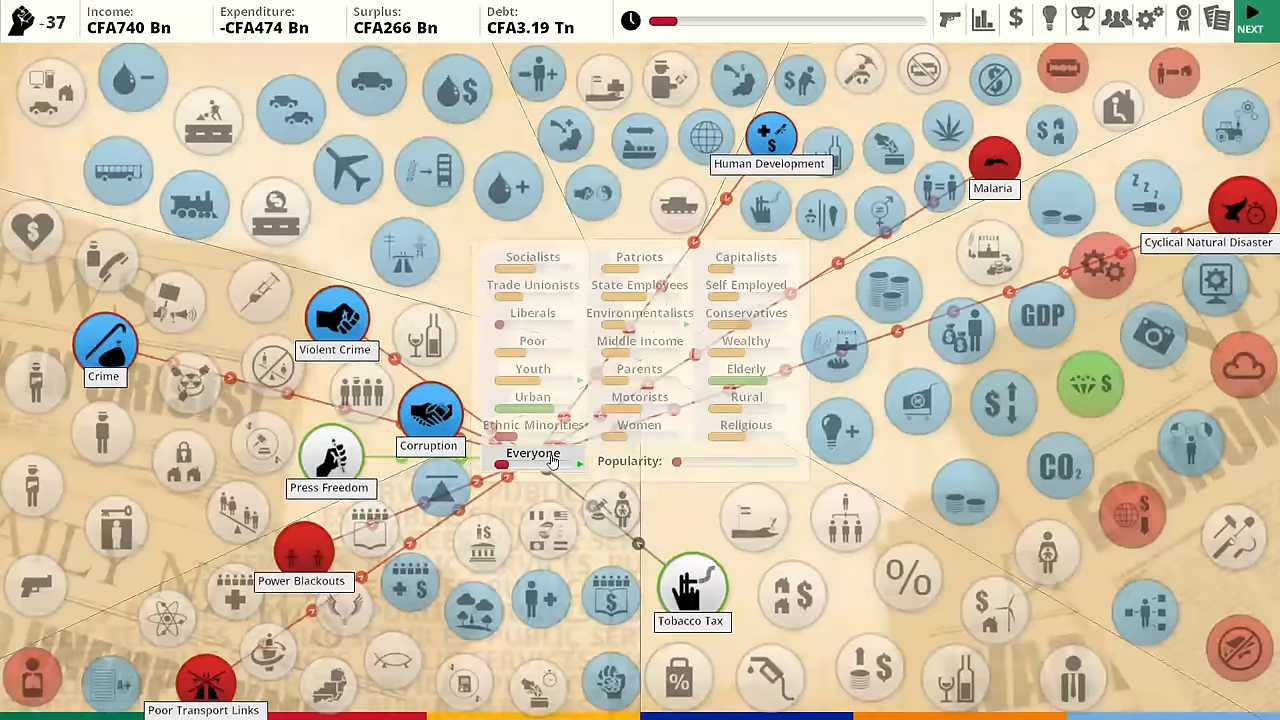 -37
Income:
CFA740 Bn
Expenditure:
-CFA474 Bn
Surplus:
CFA266 Bn
Debt:
CFA3.19 Tn
NEXT
Human Development
Malaria
Cyclical Natural Disaster
Socialists
Patriots
Capitalists
Trade Unionists
State Employees
Self Employed
Liberals
Environmentalists
Conservatives
Poor
Middle Income
Wealthy
Youth
Parents
Elderly
Urban
Motorists
Rural
Ethnic Minorities
Women
Religious
Everyone
Popularity:
Violent Crime
Crime
Corruption
Press Freedom
Power Blackouts
Poor Transport Links
Tobacco Tax
GDP
CO2
A+
%
%